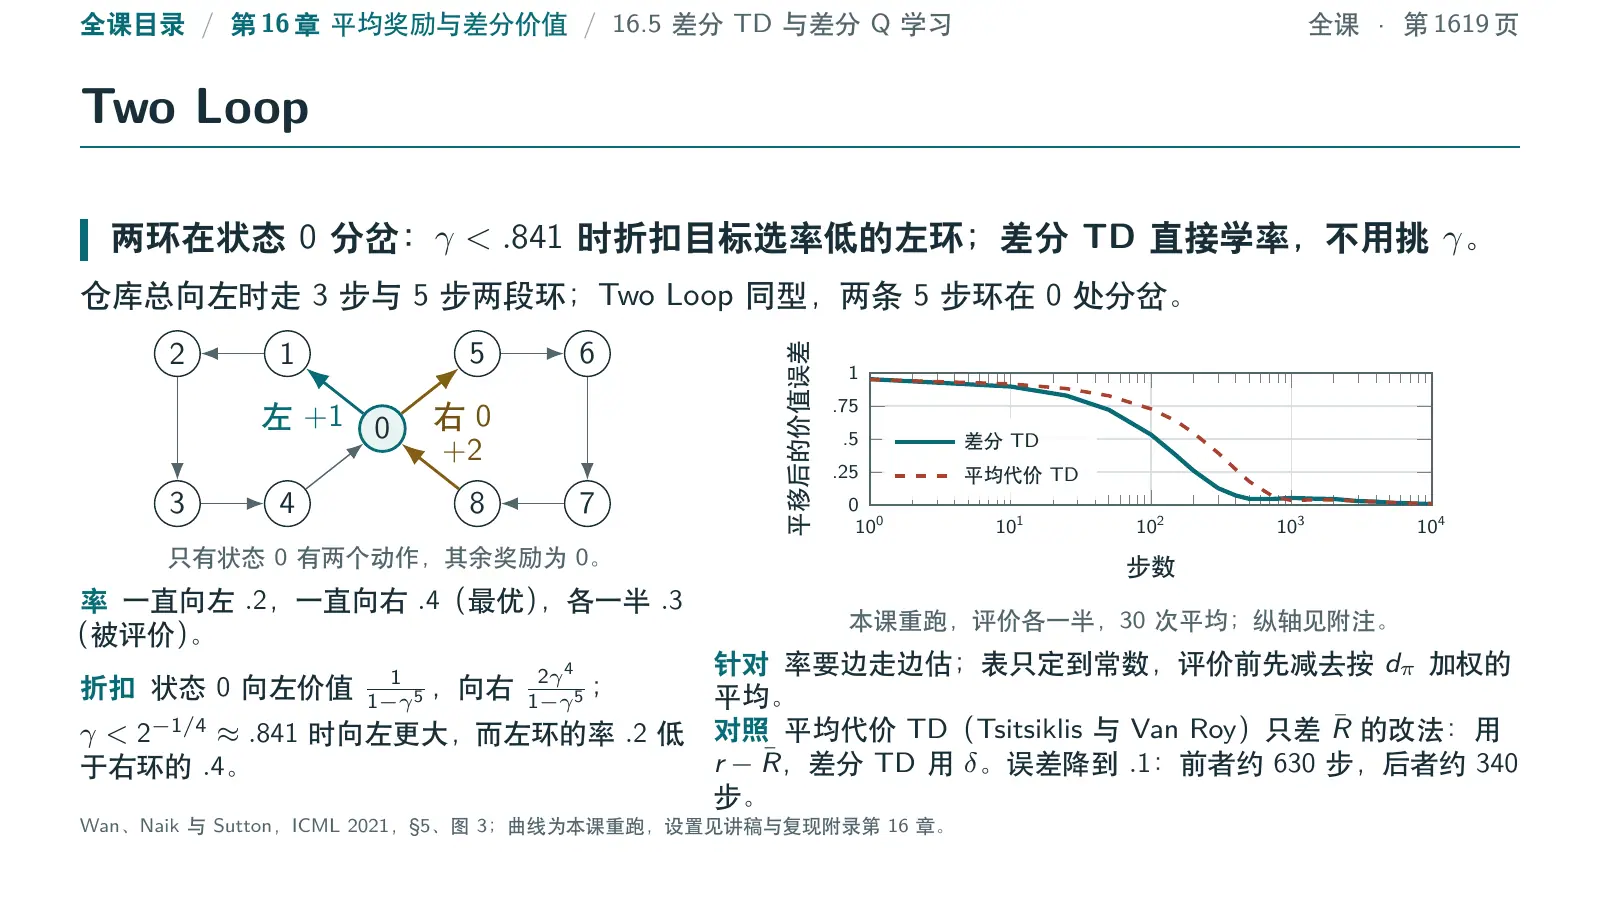 全课目录 / 第16章 平均奖励与差分价值 / 16.5 差分 TD 与差分 Q 学习
全课 · 第1619页
Two Loop
两环在状态 0 分岔：γ < .841 时折扣目标选率低的左环；差分 TD 直接学率，不用挑 γ。
仓库总向左时走 3 步与 5 步两段环；Two Loop 同型，两条 5 步环在 0 处分岔。
2 1 5 6
左 +1 0 右 0
+2
3 4 8 7
只有状态 0 有两个动作，其余奖励为 0。
率 一直向左 .2，一直向右 .4（最优），各一半 .3
（被评价）。
折扣 状态 0 向左价值 1/(1−γ⁵)，向右 2γ⁴/(1−γ⁵)；
γ < 2^{−1/4} ≈ .841 时向左更大，而左环的率 .2 低
于右环的 .4。
平移后的价值误差
1
.75
.5
.25
0
差分 TD
平均代价 TD
10⁰ 10¹ 10² 10³ 10⁴
步数
本课重跑，评价各一半，30 次平均；纵轴见附注。
针对 率要边走边估；表只定到常数，评价前先减去按 d_π 加权的
平均。
对照 平均代价 TD（Tsitsiklis 与 Van Roy）只差 R̄ 的改法：用
r − R̄，差分 TD 用 δ。误差降到 .1：前者约 630 步，后者约 340
步。
Wan、Naik 与 Sutton，ICML 2021，§5、图 3；曲线为本课重跑，设置见讲稿与复现附录第 16 章。